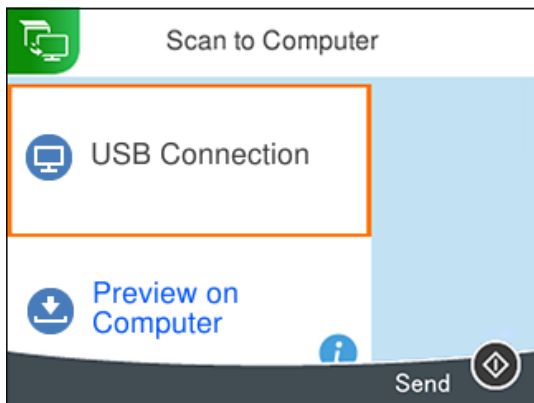 Scan to Computer
USB Connection
Preview on
Computer
i
Send